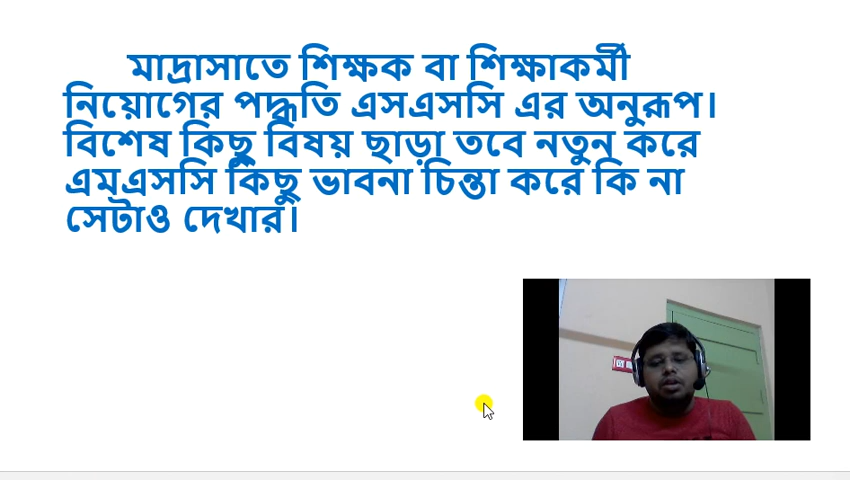 মাদ্রাসাতে শিক্ষক বা শিক্ষাকর্মী
নিয়োগের পদ্ধতি এসএসসি এর অনুরূপ।
বিশেষ কিছু বিষয় ছাড়া তবে নতুন করে
এমএসসি কিছু ভাবনা চিন্তা করে কি না
সেটাও দেখার।